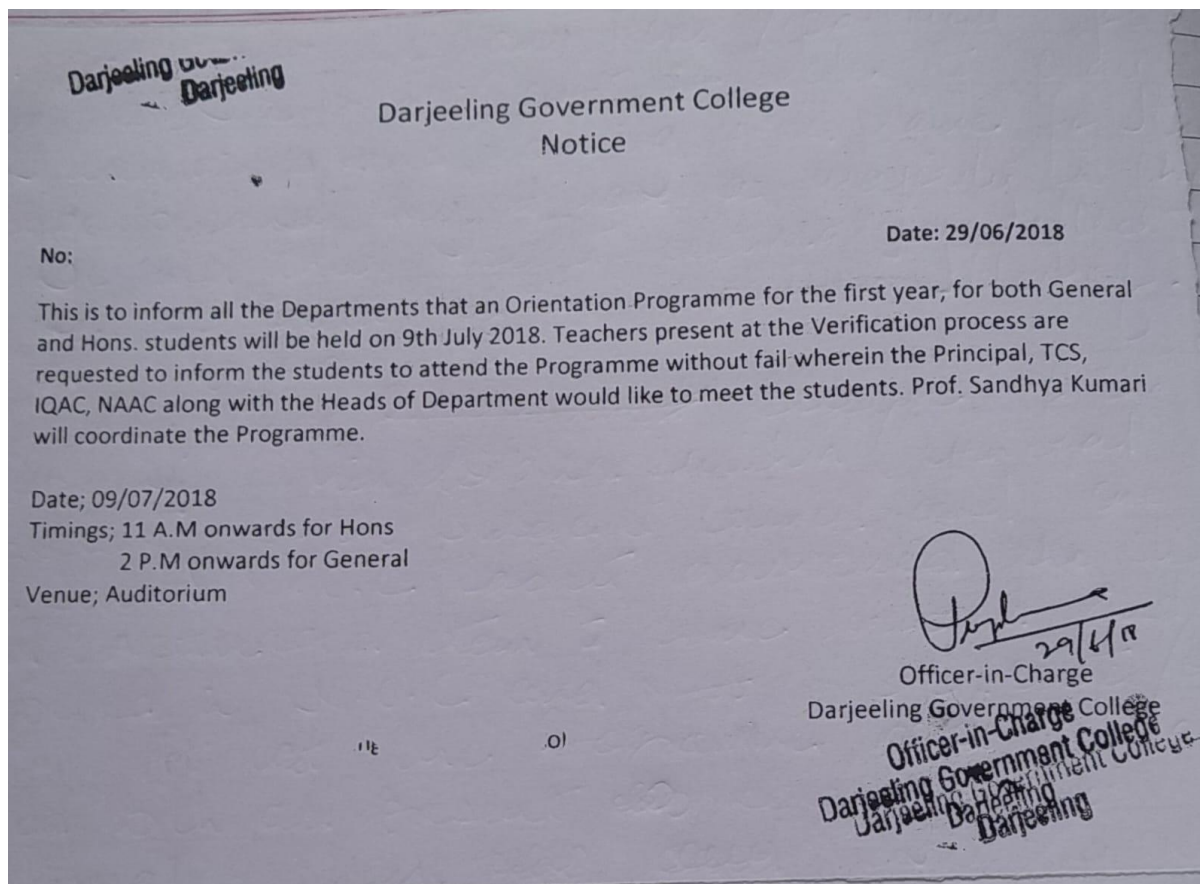 Darjeeling
Darjeeling
Darjeeling Government College
Notice
Date: 29/06/2018
No:
This is to inform all the Departments that an Orientation Programme for the first year, for both General
and Hons. students will be held on 9th July 2018. Teachers present at the Verification process are
requested to inform the students to attend the Programme without fail wherein the Principal, TCS,
IQAC, NAAC along with the Heads of Department would like to meet the students. Prof. Sandhya Kumari
will coordinate the Programme.
Date; 09/07/2018
Timings; 11 A.M onwards for Hons
2 P.M onwards for General
Venue; Auditorium
29/6/18
Officer-in-Charge
Darjeeling Government College
Officer-in-Charge
Darjeeling Government College
Darjeeling Government College
Darjeeling
Darjeeling